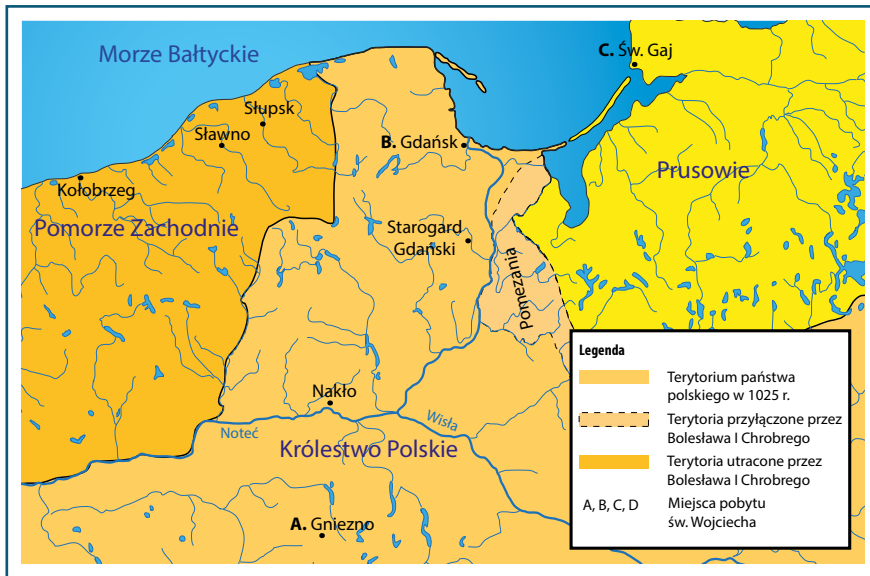 Morze Bałtyckie
C. Św. Gaj
Słupsk
Sławno
B. Gdańsk
Prusowie
Kołobrzeg
Pomorze Zachodnie
Starogard
Gdański
Pomezania
Nakło
Noteć
Wisła
Królestwo Polskie
A. Gniezno
Legenda
Terytorium państwa
polskiego w 1025 r.
Terytoria przyłączone przez
Bolesława I Chrobrego
Terytoria utracone przez
Bolesława I Chrobrego
A, B, C, D Miejsca pobytu
św. Wojciecha